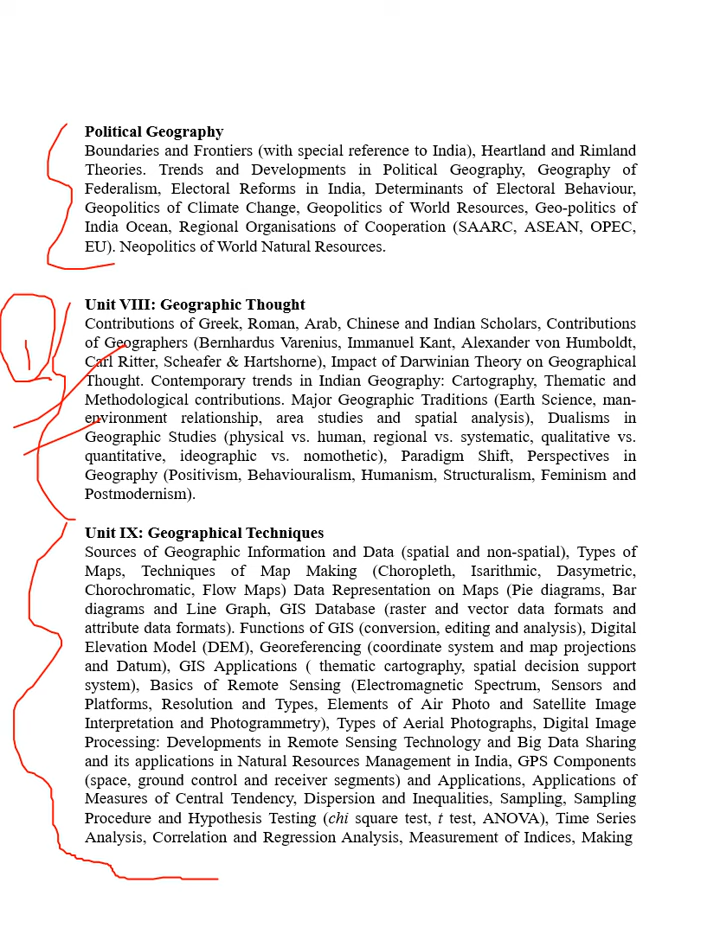 Political Geography
Boundaries and Frontiers (with special reference to India), Heartland and Rimland
Theories. Trends and Developments in Political Geography, Geography of
Federalism, Electoral Reforms in India, Determinants of Electoral Behaviour,
Geopolitics of Climate Change, Geopolitics of World Resources, Geo-politics of
India Ocean, Regional Organisations of Cooperation (SAARC, ASEAN, OPEC,
EU). Neopolitics of World Natural Resources.
Unit VIII: Geographic Thought
Contributions of Greek, Roman, Arab, Chinese and Indian Scholars, Contributions
of Geographers (Bernhardus Varenius, Immanuel Kant, Alexander von Humboldt,
Carl Ritter, Scheafer & Hartshorne), Impact of Darwinian Theory on Geographical
Thought. Contemporary trends in Indian Geography: Cartography, Thematic and
Methodological contributions. Major Geographic Traditions (Earth Science, man-
environment relationship, area studies and spatial analysis), Dualisms in
Geographic Studies (physical vs. human, regional vs. systematic, qualitative vs.
quantitative, ideographic vs. nomothetic), Paradigm Shift, Perspectives in
Geography (Positivism, Behaviouralism, Humanism, Structuralism, Feminism and
Postmodernism).
Unit IX: Geographical Techniques
Sources of Geographic Information and Data (spatial and non-spatial), Types of
Maps, Techniques of Map Making (Choropleth, Isarithmic, Dasymetric,
Chorochromatic, Flow Maps) Data Representation on Maps (Pie diagrams, Bar
diagrams and Line Graph, GIS Database (raster and vector data formats and
attribute data formats). Functions of GIS (conversion, editing and analysis), Digital
Elevation Model (DEM), Georeferencing (coordinate system and map projections
and Datum), GIS Applications ( thematic cartography, spatial decision support
system), Basics of Remote Sensing (Electromagnetic Spectrum, Sensors and
Platforms, Resolution and Types, Elements of Air Photo and Satellite Image
Interpretation and Photogrammetry), Types of Aerial Photographs, Digital Image
Processing: Developments in Remote Sensing Technology and Big Data Sharing
and its applications in Natural Resources Management in India, GPS Components
(space, ground control and receiver segments) and Applications, Applications of
Measures of Central Tendency, Dispersion and Inequalities, Sampling, Sampling
Procedure and Hypothesis Testing (chi square test, t test, ANOVA), Time Series
Analysis, Correlation and Regression Analysis, Measurement of Indices, Making